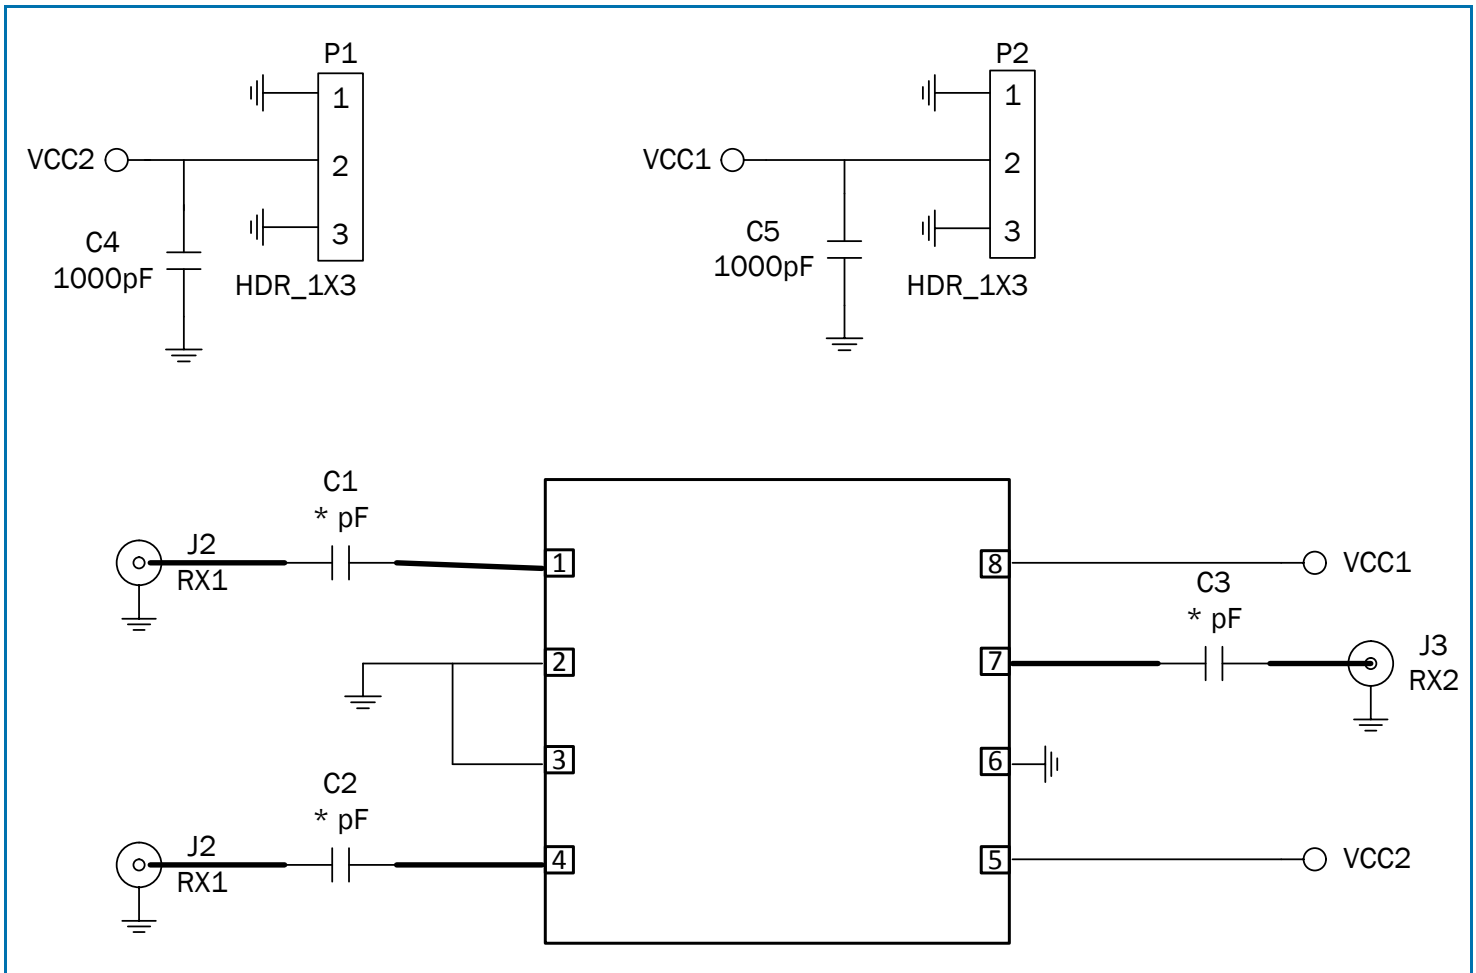 P1
1
VCC2
2
3
C4
1000pF
HDR_1X3
P2
1
VCC1
2
3
C5
1000pF
HDR_1X3
C1
* pF
J2
RX1
1
2
3
C2
* pF
J2
RX1
4
8
VCC1
C3
* pF
7
J3
RX2
6
5
VCC2